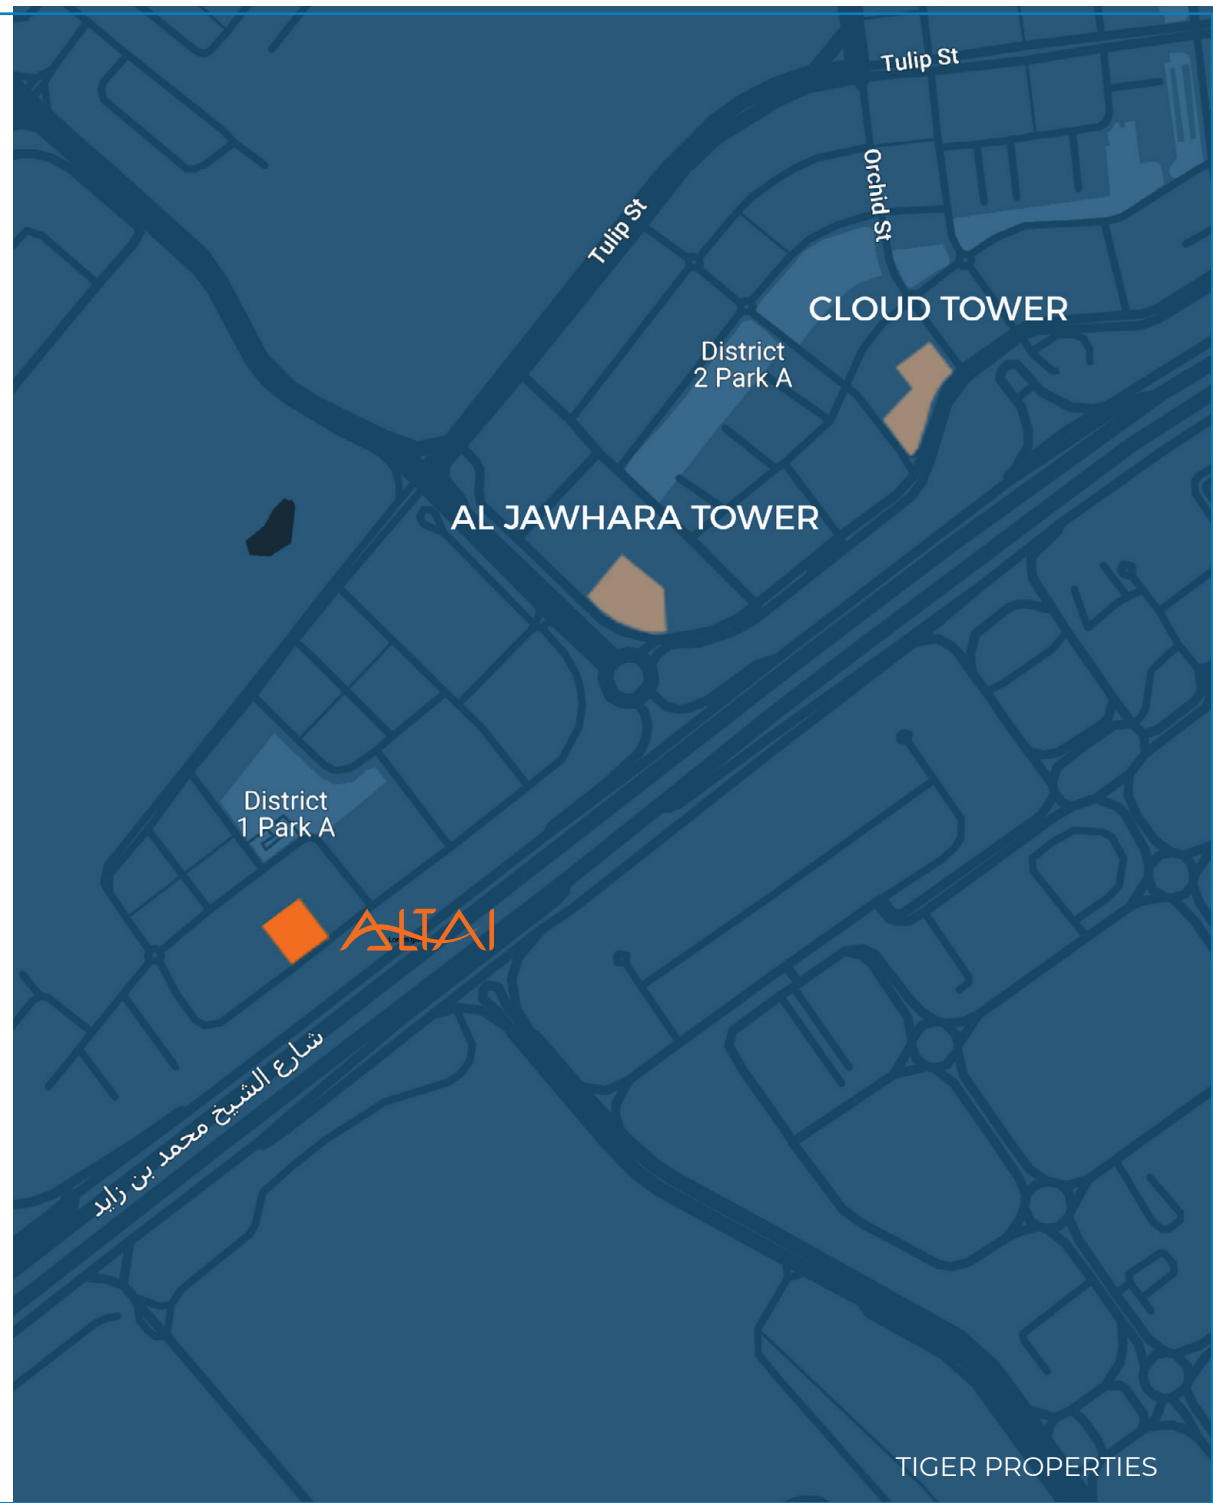 Tulip St
Orchid St
Tulip St
CLOUD TOWER
District
2 Park A
AL JAWHARA TOWER
District
1 Park A
ALTAI
شارع الشيخ محمد بن زايد
TIGER PROPERTIES